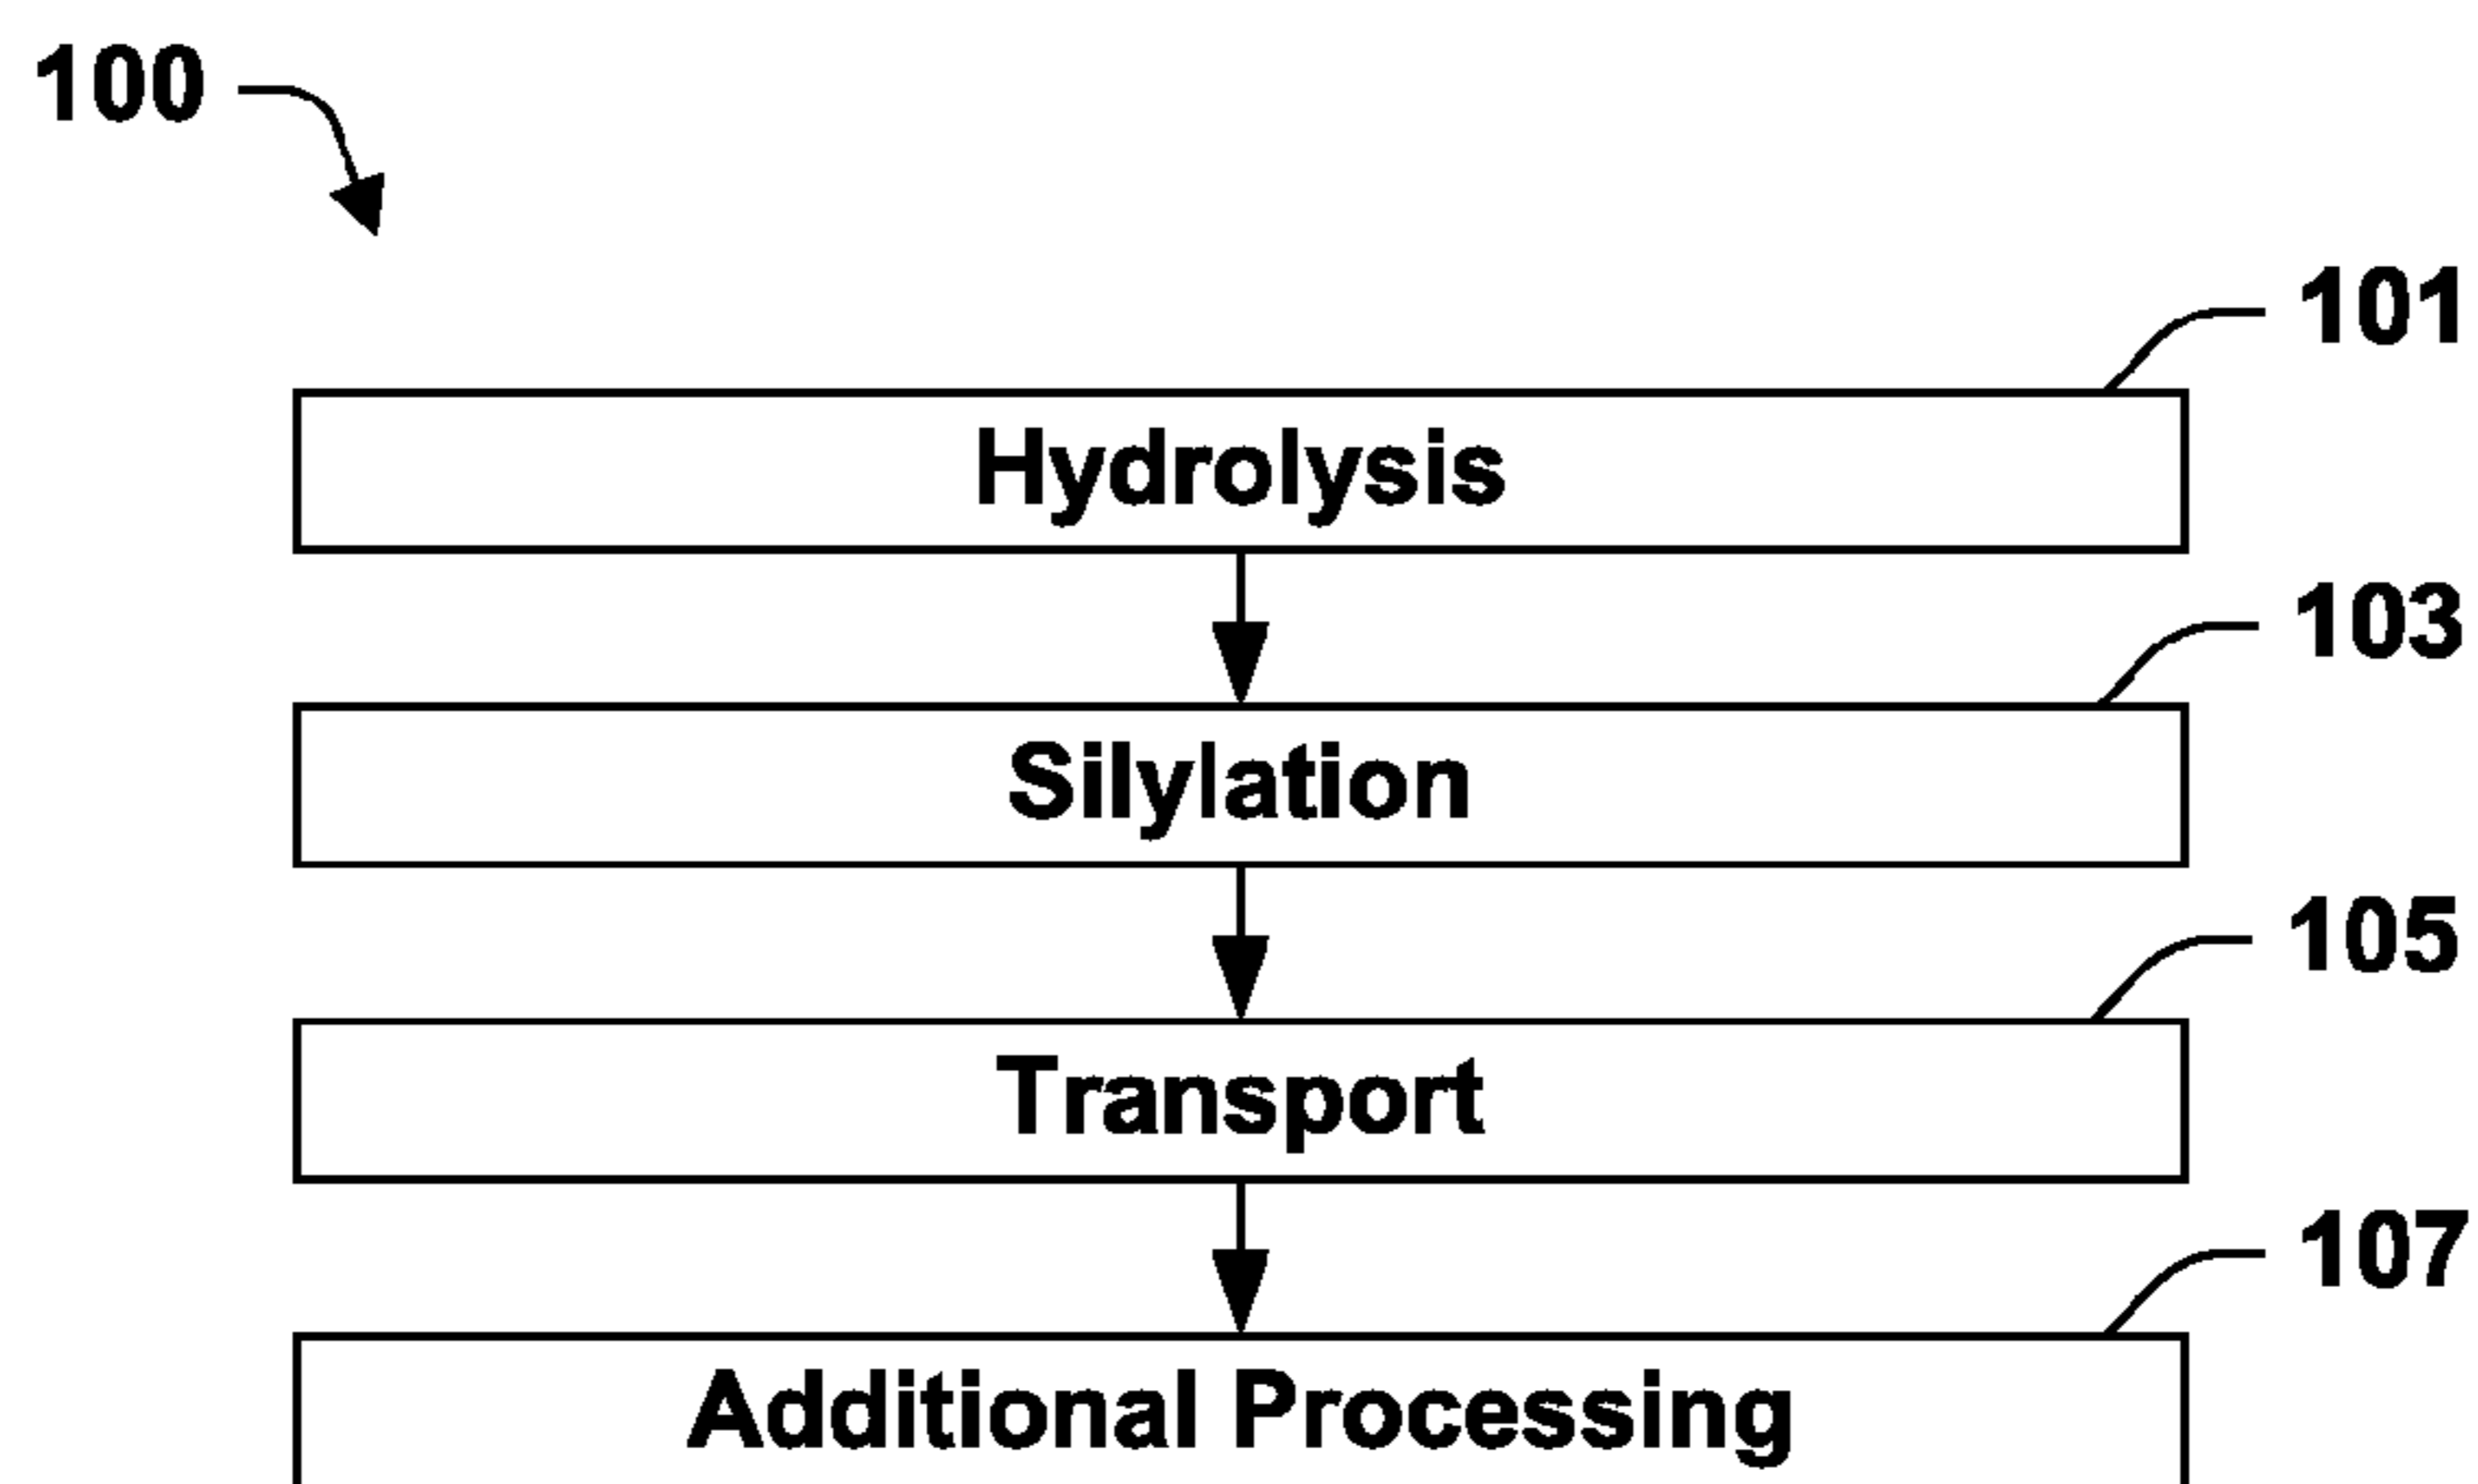 100
101
Hydrolysis
103
Silylation
105
Transport
107
Additional Processing